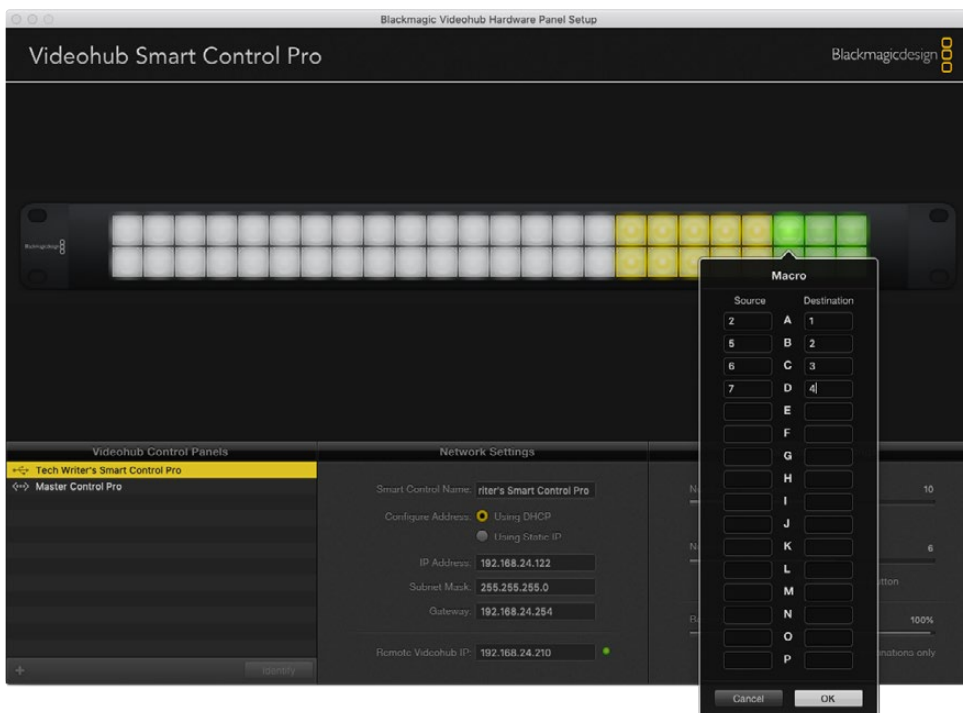 Blackmagic Videohub Hardware Panel Setup
Videohub Smart Control Pro
Blackmagicdesign
Blackmagicdesign
Macro
Source Destination
2 A 1
5 B 2
6 C 3
7 D 4
E
F
G
H
I
J
K
L
M
N
O
P
Cancel OK
Videohub Control Panels
Tech Writer's Smart Control Pro
Master Control Pro
Identify
Network Settings
Smart Control Name: riter's Smart Control Pro
Configure Address: Using DHCP
Using Static IP
IP Address: 192.168.24.122
Subnet Mask: 255.255.255.0
Gateway: 192.168.24.254
Remote Videohub IP: 192.168.24.210
10
6
tton
100%
nations only